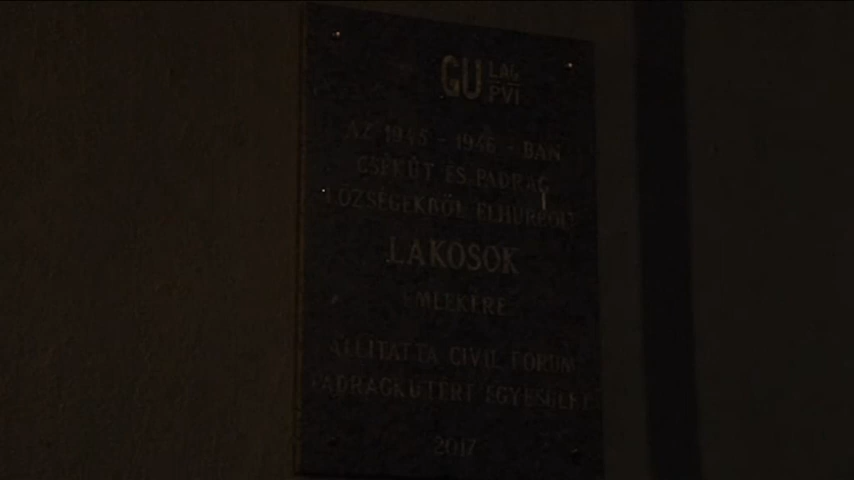 GU LAG PVI
AZ 1945 - 1946 - BAN
CSÉKÚT ÉS PADRAG
KÖZSÉGEKBŐL ELHURCOLT
LAKOSOK
EMLÉKÉRE
ÁLLÍTATTA CIVIL FÓRUM
PADRAGKÚTÉRT EGYESÜLET
2017